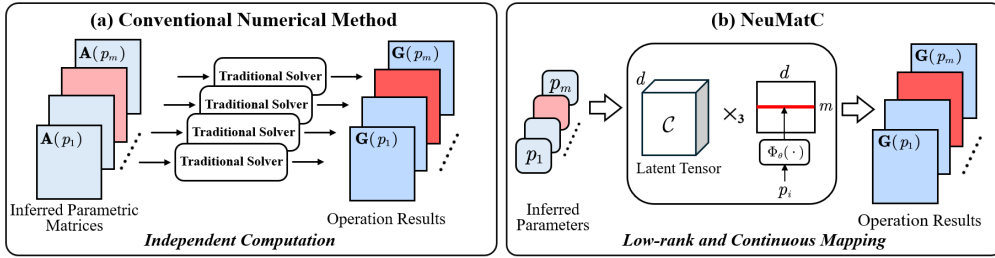 (a) Conventional Numerical Method
A(p_m)
A(p_1)
Inferred Parametric
Matrices
Traditional Solver
Traditional Solver
Traditional Solver
Traditional Solver
G(p_m)
G(p_1)
Operation Results
Independent Computation
(b) NeuMatC
p_m
p_1
Inferred
Parameters
d
C
Latent Tensor
×_3
d
m
Φ_θ(·)
p_i
G(p_m)
G(p_1)
Operation Results
Low-rank and Continuous Mapping